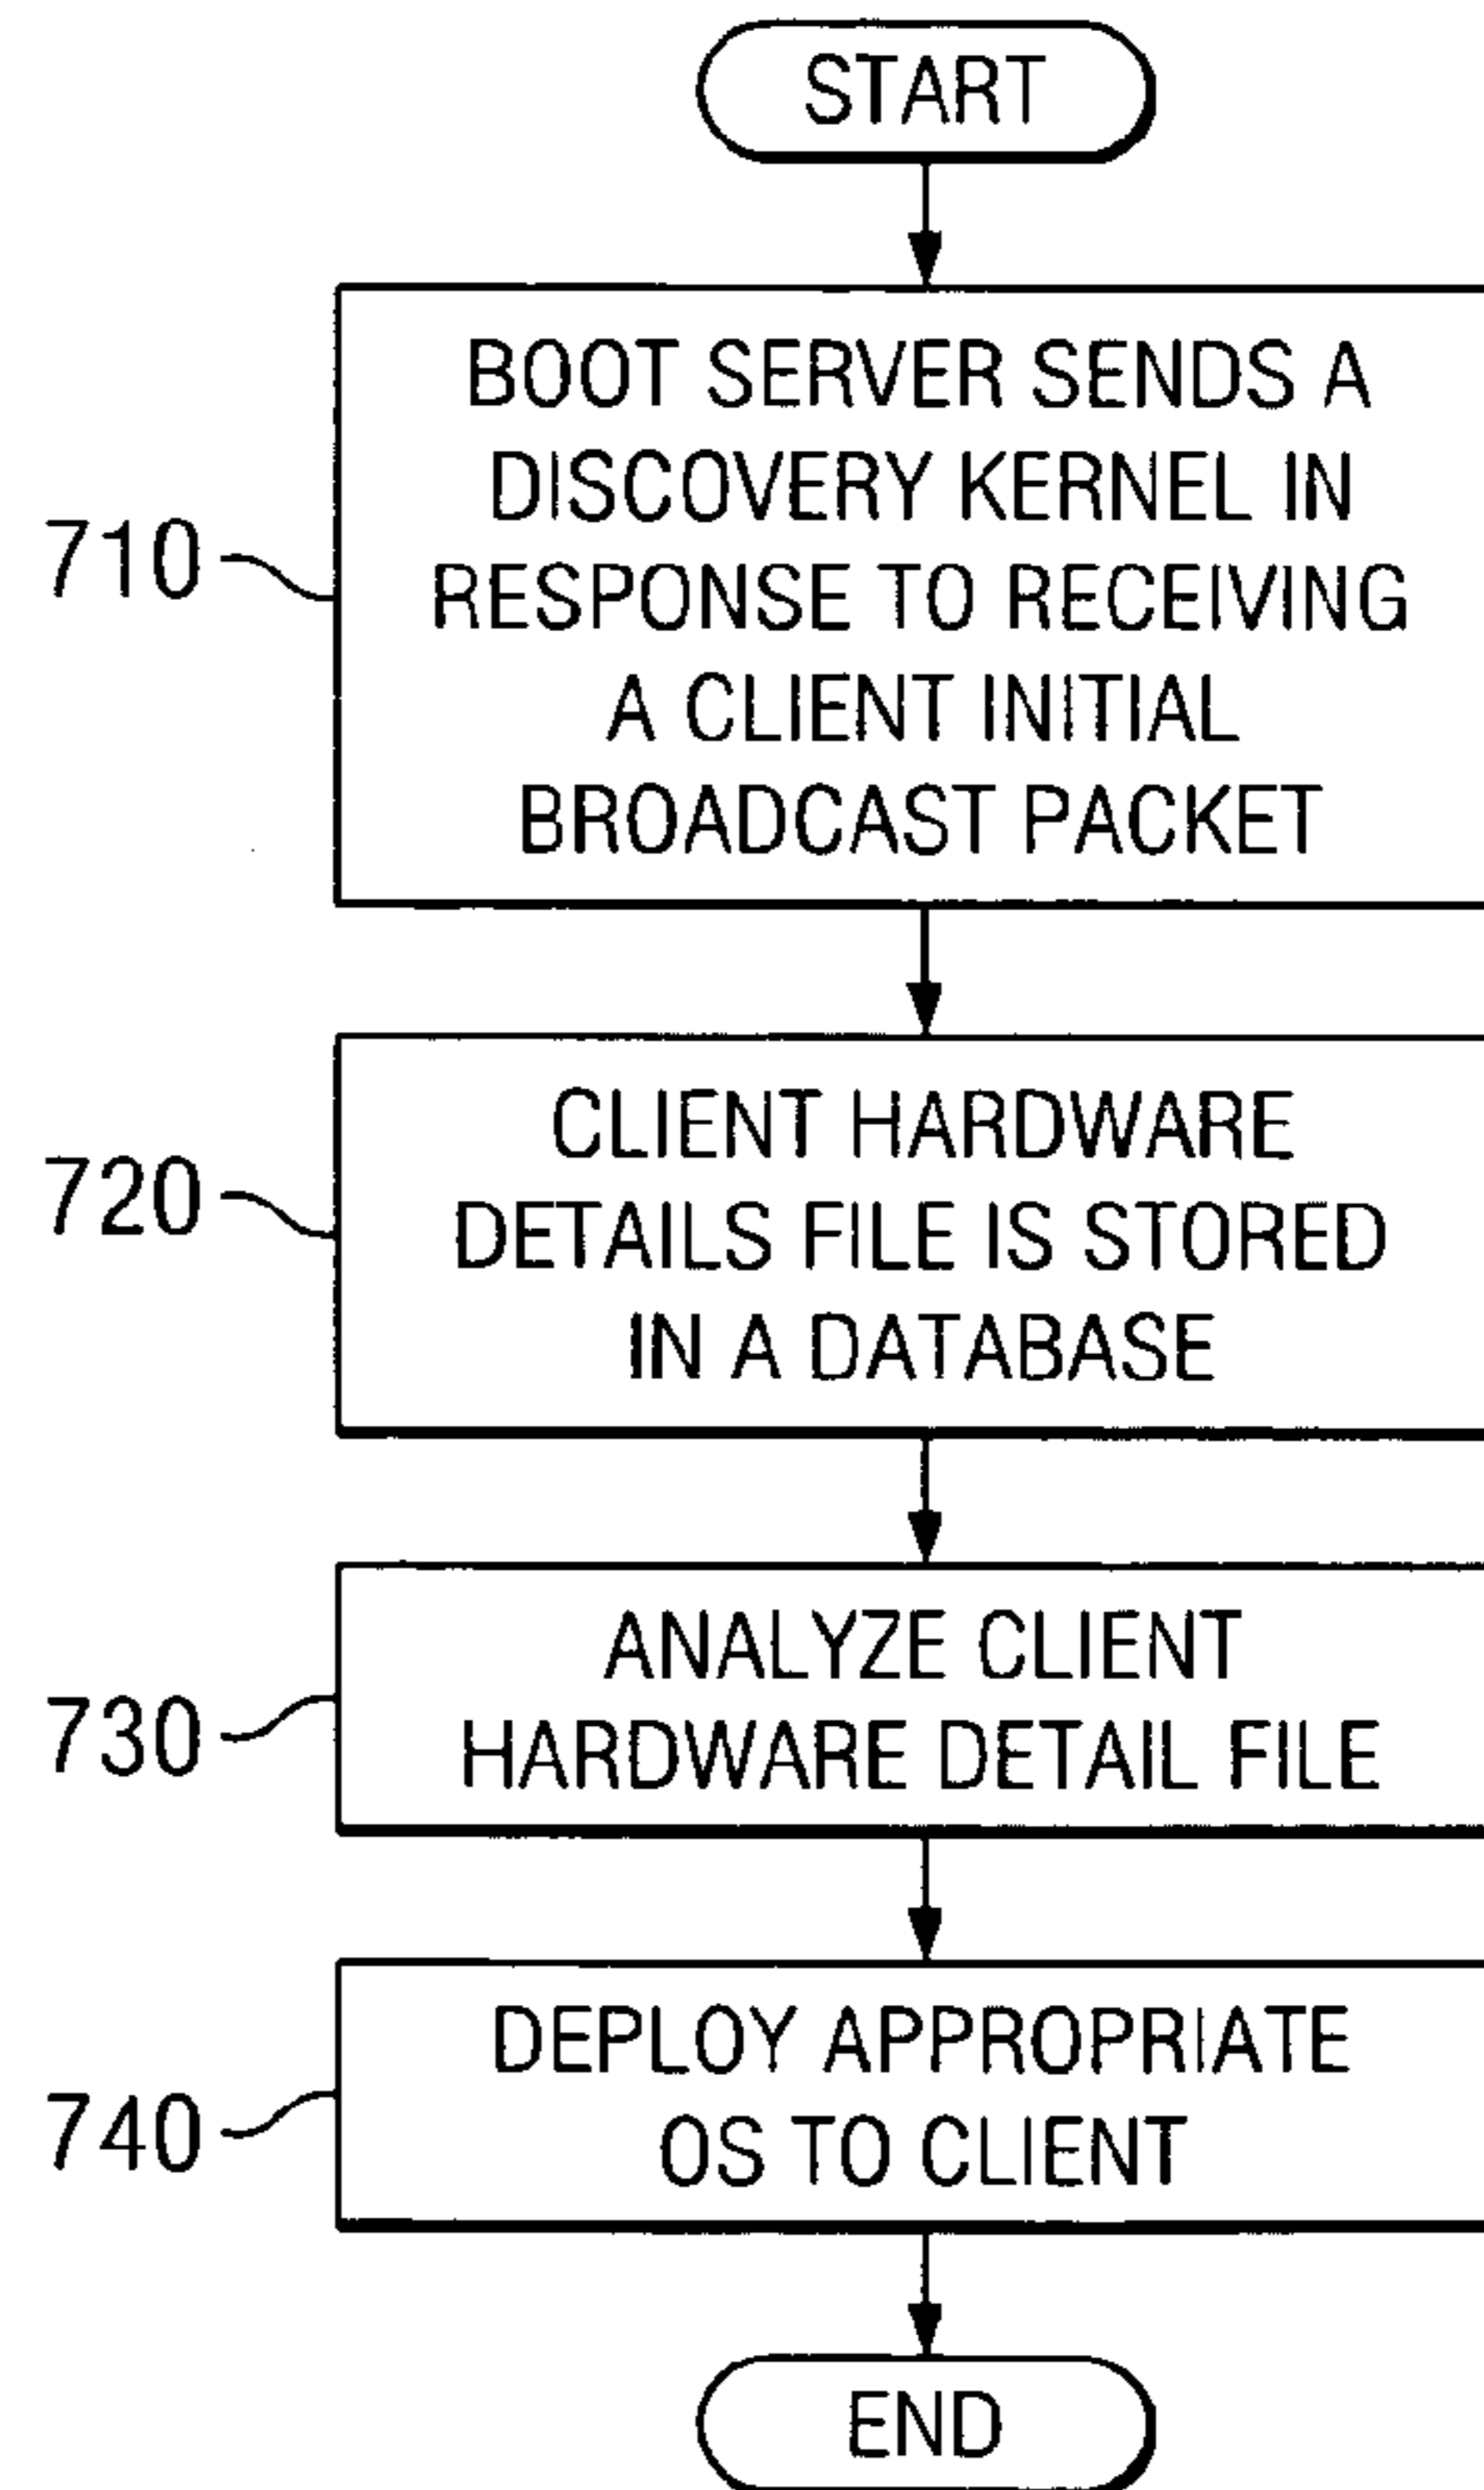 START
710
BOOT SERVER SENDS A
DISCOVERY KERNEL IN
RESPONSE TO RECEIVING
A CLIENT INITIAL
BROADCAST PACKET
720
CLIENT HARDWARE
DETAILS FILE IS STORED
IN A DATABASE
730
ANALYZE CLIENT
HARDWARE DETAIL FILE
740
DEPLOY APPROPRIATE
OS TO CLIENT
END